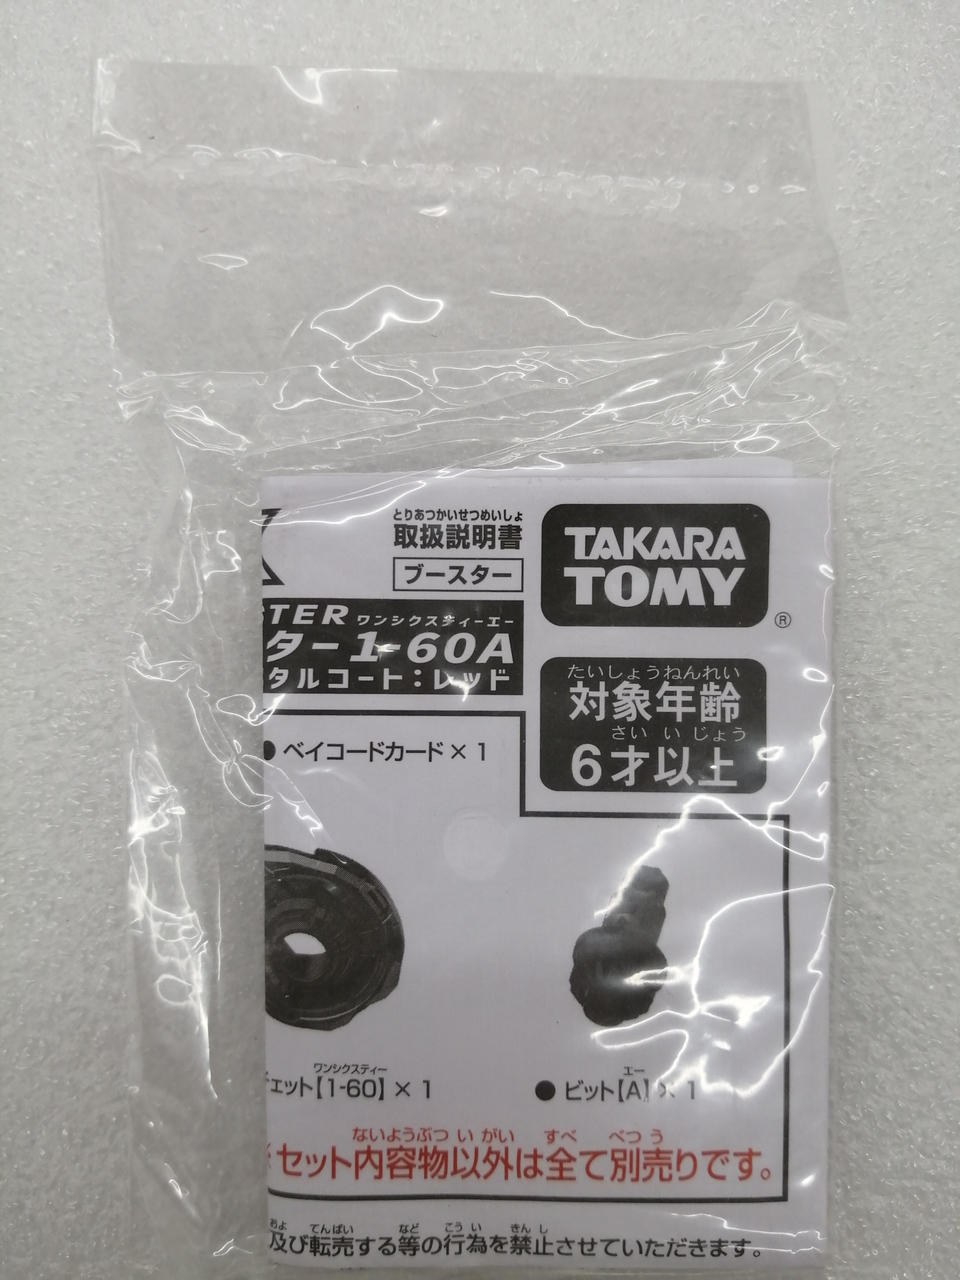 とりあつかいせつめいしょ
取扱説明書
ブースター
TAKARA
TOMY
®
TER ワンシクスティーエー
ター 1-60A
タルコート：レッド
たいしょうねんれい
対象年齢
さい い じょう
6才以上
● ベイコードカード × 1
ワンシクスティー
ェット【1-60】 × 1
エー
● ビット【A】 × 1
ないようぶつ い がい すべ べつ う
セット内容物以外は全て別売りです。
およ てんばい など こう い きん し
及び転売する等の行為を禁止させていただきます。